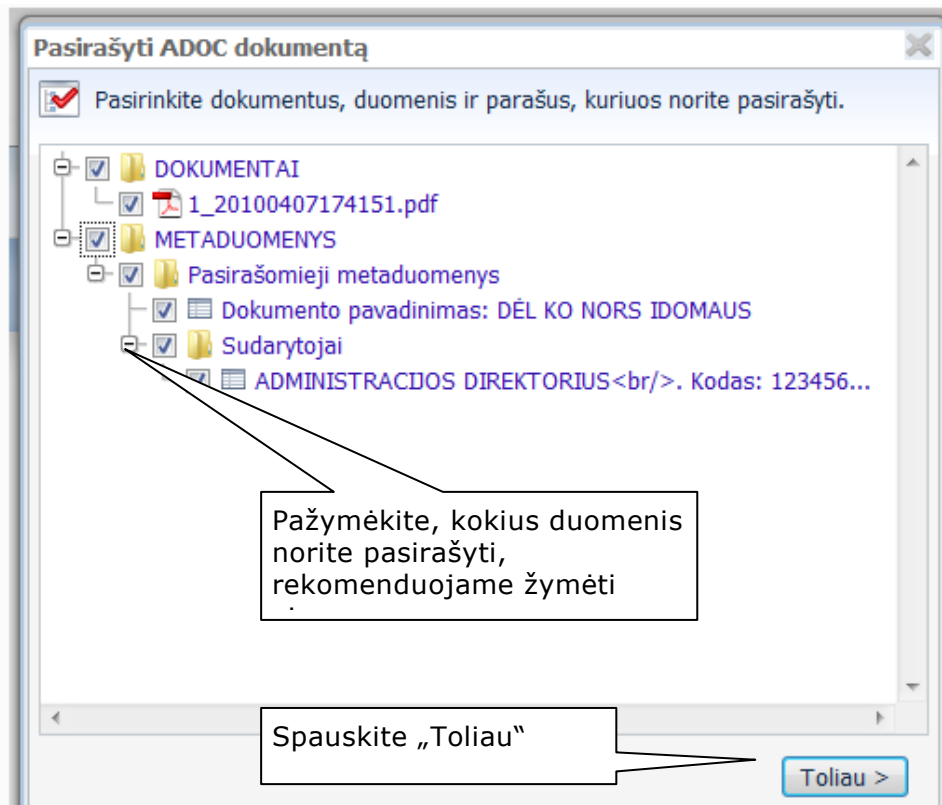 Pasirašyti ADOC dokumentą
Pasirinkite dokumentus, duomenis ir parašus, kuriuos norite pasirašyti.
DOKUMENTAI
1_20100407174151.pdf
METADUOMENYS
Pasirašomieji metaduomenys
Dokumento pavadinimas: DĖL KO NORS IDOMAUS
Sudarytojai
ADMINISTRACIJOS DIREKTORIUS<br/>. Kodas: 123456...
Pažymėkite, kokius duomenis
norite pasirašyti,
rekomenduojame žymėti
Spauskite „Toliau“
Toliau >